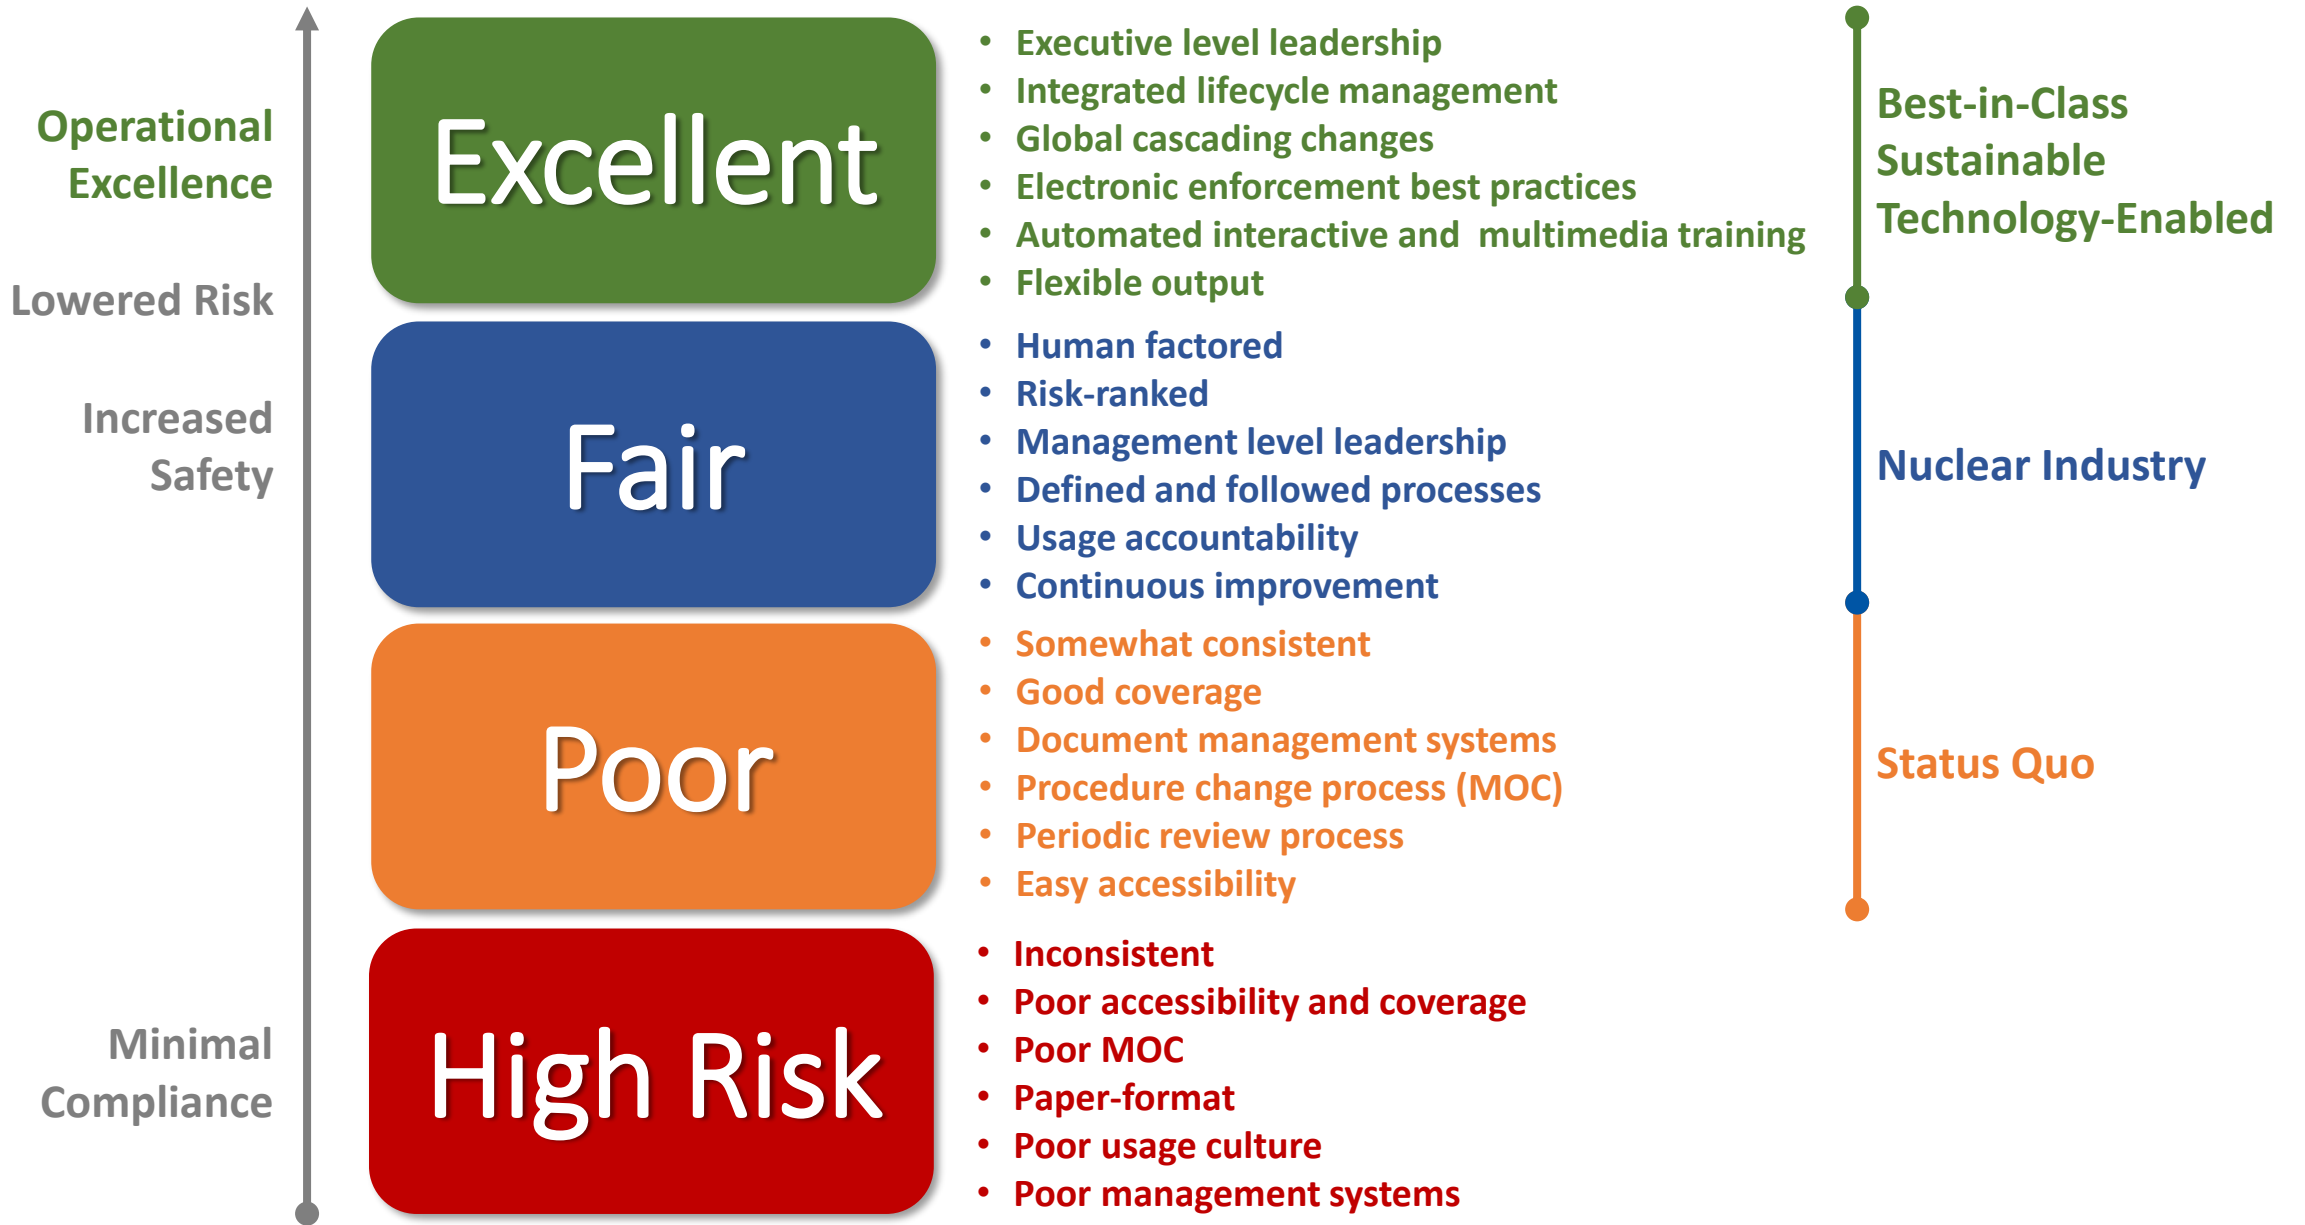 Operational
Excellence
Lowered Risk
Increased
Safety
Minimal
Compliance
Excellent
• Executive level leadership
• Integrated lifecycle management
• Global cascading changes
• Electronic enforcement best practices
• Automated interactive and  multimedia training
• Flexible output
Best-in-Class
Sustainable
Technology-Enabled
Fair
• Human factored
• Risk-ranked
• Management level leadership
• Defined and followed processes
• Usage accountability
• Continuous improvement
Nuclear Industry
Poor
• Somewhat consistent
• Good coverage
• Document management systems
• Procedure change process (MOC)
• Periodic review process
• Easy accessibility
Status Quo
High Risk
• Inconsistent
• Poor accessibility and coverage
• Poor MOC
• Paper-format
• Poor usage culture
• Poor management systems